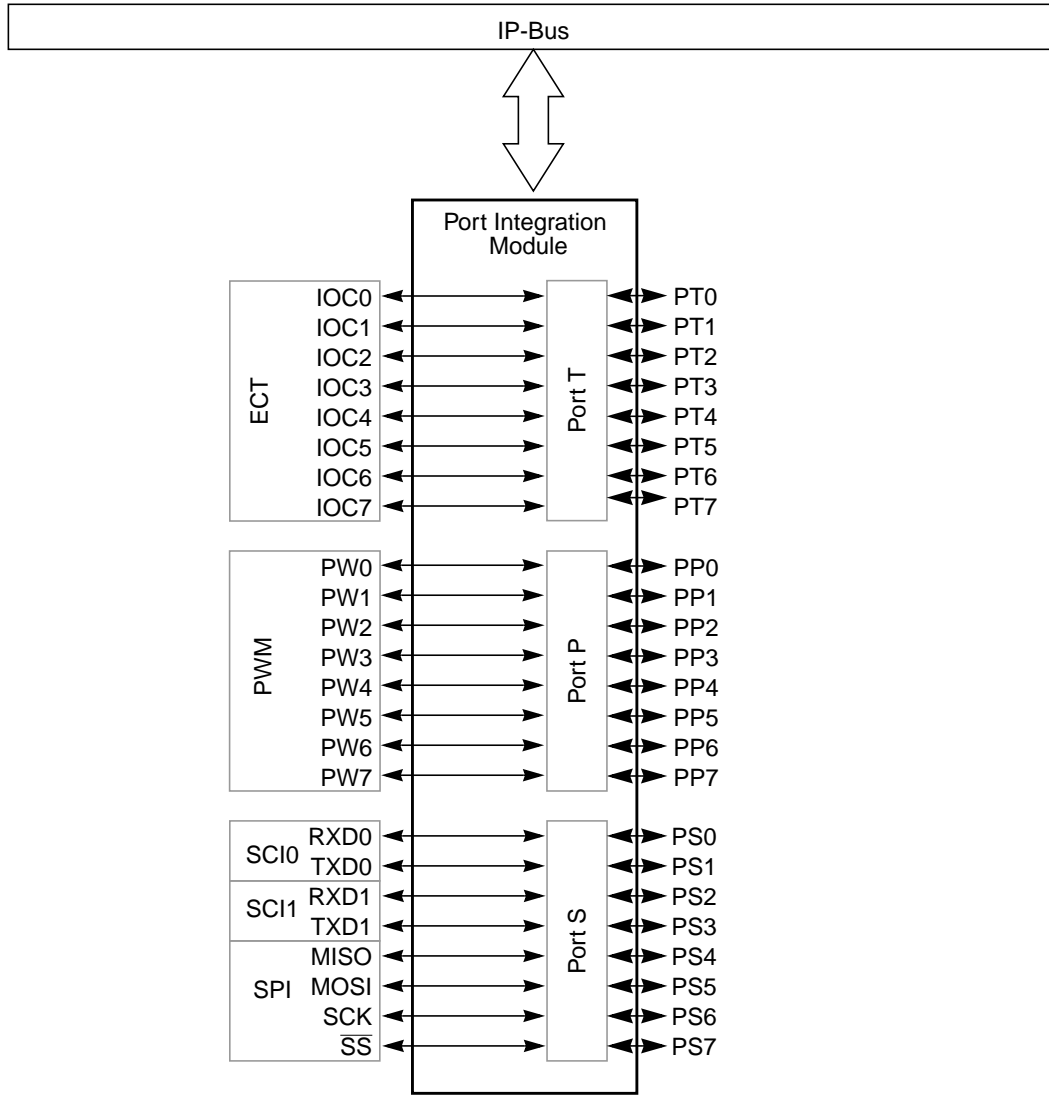 IP-Bus
Port Integration
Module
ECT
IOC0
IOC1
IOC2
IOC3
IOC4
IOC5
IOC6
IOC7
Port T
PT0
PT1
PT2
PT3
PT4
PT5
PT6
PT7
PWM
PW0
PW1
PW2
PW3
PW4
PW5
PW6
PW7
Port P
PP0
PP1
PP2
PP3
PP4
PP5
PP6
PP7
SCI0
RXD0
TXD0
SCI1
RXD1
TXD1
SPI
MISO
MOSI
SCK
S̅S̅
Port S
PS0
PS1
PS2
PS3
PS4
PS5
PS6
PS7